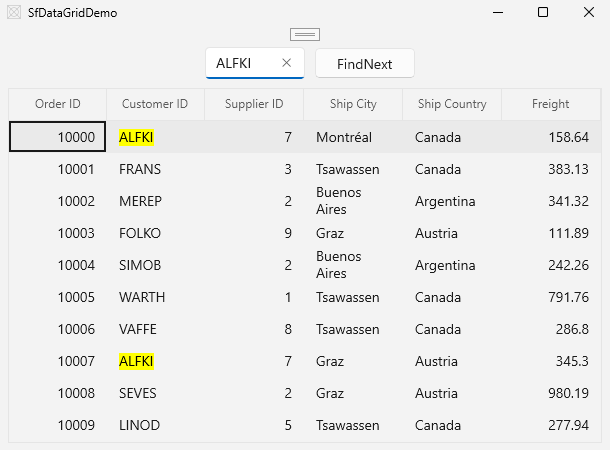 SfDataGridDemo
ALFKI FindNext
Order ID Customer ID Supplier ID Ship City Ship Country Freight
10000 ALFKI 7 Montréal Canada 158.64
10001 FRANS 3 Tsawassen Canada 383.13
10002 MEREP 2 Buenos Aires Argentina 341.32
10003 FOLKO 9 Graz Austria 111.89
10004 SIMOB 2 Buenos Aires Argentina 242.26
10005 WARTH 1 Tsawassen Canada 791.76
10006 VAFFE 8 Tsawassen Canada 286.8
10007 ALFKI 7 Graz Austria 345.3
10008 SEVES 2 Graz Austria 980.19
10009 LINOD 5 Tsawassen Canada 277.94